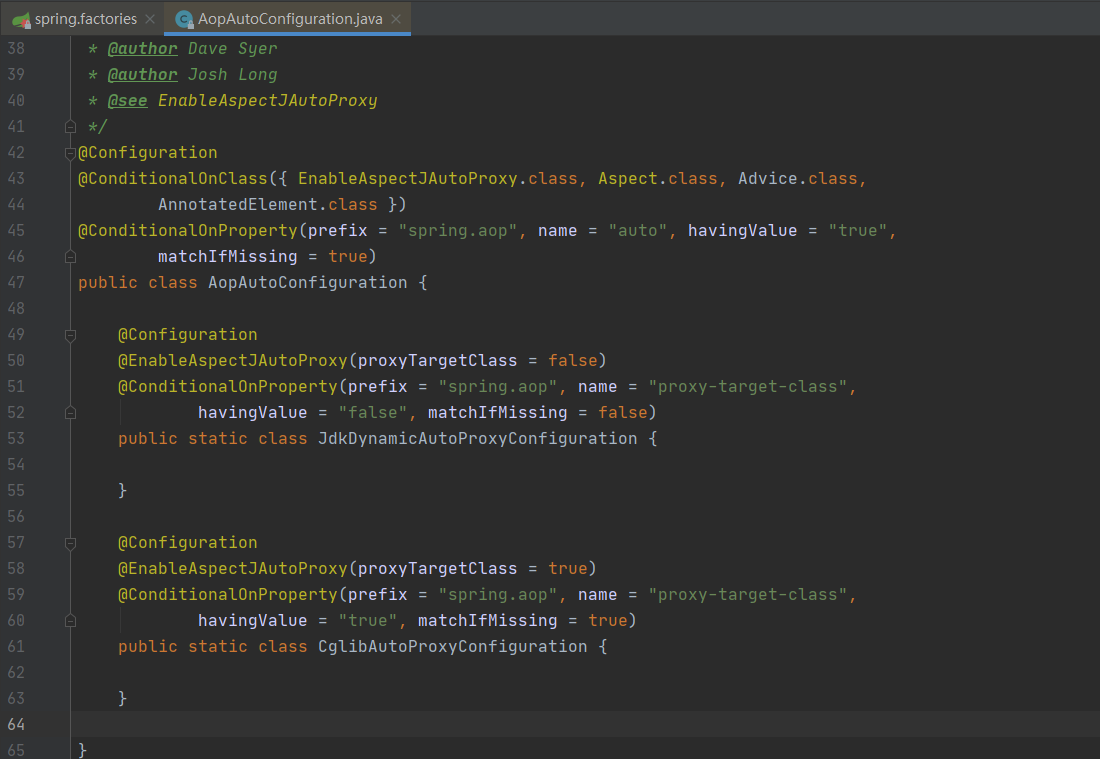 spring.factories AopAutoConfiguration.java
38 * @author Dave Syer
39 * @author Josh Long
40 * @see EnableAspectJAutoProxy
41 */
42 @Configuration
43 @ConditionalOnClass({ EnableAspectJAutoProxy.class, Aspect.class, Advice.class,
44 AnnotatedElement.class })
45 @ConditionalOnProperty(prefix = "spring.aop", name = "auto", havingValue = "true",
46 matchIfMissing = true)
47 public class AopAutoConfiguration {
48
49 @Configuration
50 @EnableAspectJAutoProxy(proxyTargetClass = false)
51 @ConditionalOnProperty(prefix = "spring.aop", name = "proxy-target-class",
52 havingValue = "false", matchIfMissing = false)
53 public static class JdkDynamicAutoProxyConfiguration {
54
55 }
56
57 @Configuration
58 @EnableAspectJAutoProxy(proxyTargetClass = true)
59 @ConditionalOnProperty(prefix = "spring.aop", name = "proxy-target-class",
60 havingValue = "true", matchIfMissing = true)
61 public static class CglibAutoProxyConfiguration {
62
63 }
64
65 }